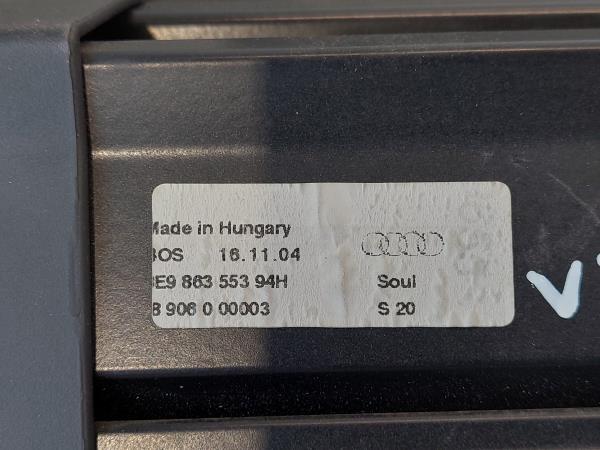 Made in Hungary
BOS 16.11.04
8E9 863 553 94H Soul
8 906 0 00003 S 20
V